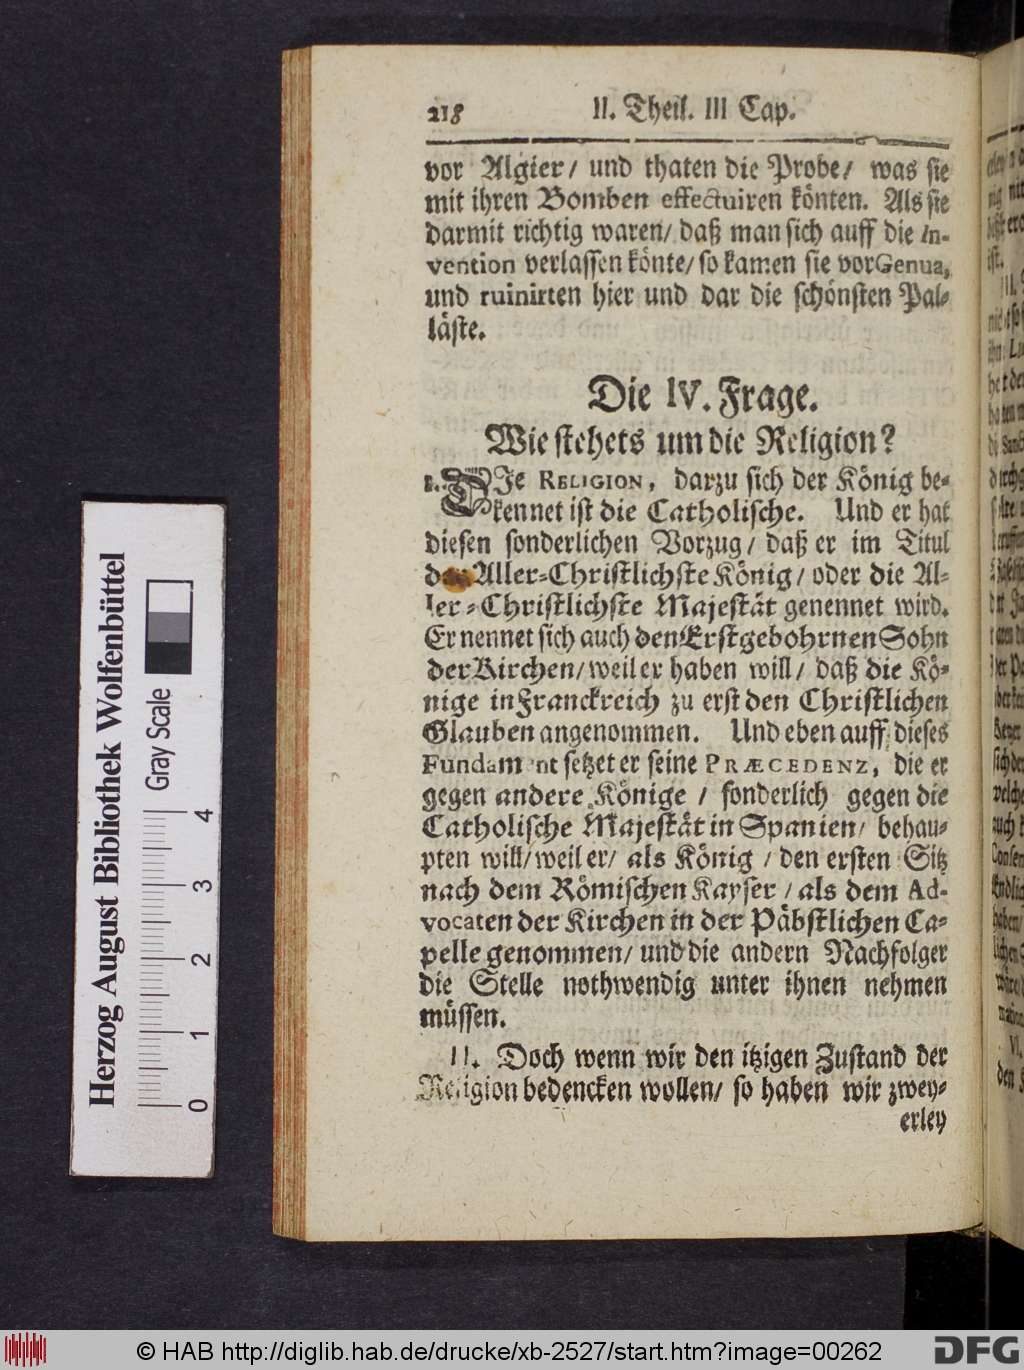 218 II. Theil. III Cap.
vor Algier/ und thaten die Probe/ was sie
mit ihren Bomben effectuiren könten. Als sie
darmit richtig waren/ daß man sich auff die In-
vention verlassen könte/ so kamen sie vor Genua,
und ruinirten hier und dar die schönsten Pal-
läste.
Die IV. Frage.
Wie stehets um die Religion?
I. DIe RELIGION, darzu sich der König be-
kennet ist die Catholische. Und er hat
diesen sonderlichen Vorzug/ daß er im Titul
der Aller-Christlichste König/ oder die Al-
ler-Christlichste Majestät genennet wird.
Er nennet sich auch den Erstgebohrnen Sohn
der Kirchen/ weil er haben will/ daß die Kö-
nige in Franckreich zu erst den Christlichen
Glauben angenommen. Und eben auff dieses
Fundament setzet er seine PRÆCEDENZ, die er
gegen andere Könige / sonderlich gegen die
Catholische Majestät in Spanien/ behau-
pten will/ weil er/ als König / den ersten Sitz
nach dem Römischen Kayser / als dem Ad-
vocaten der Kirchen in der Päbstlichen Ca-
pelle genommen/ und die andern Nachfolger
die Stelle nothwendig unter ihnen nehmen
müssen.
II. Doch wenn wir den itzigen Zustand der
Religion bedencken wollen/ so haben wir zwey-
erley
Herzog August Bibliothek Wolfenbüttel
Gray Scale
0 1 2 3 4
© HAB http://diglib.hab.de/drucke/xb-2527/start.htm?image=00262
DFG